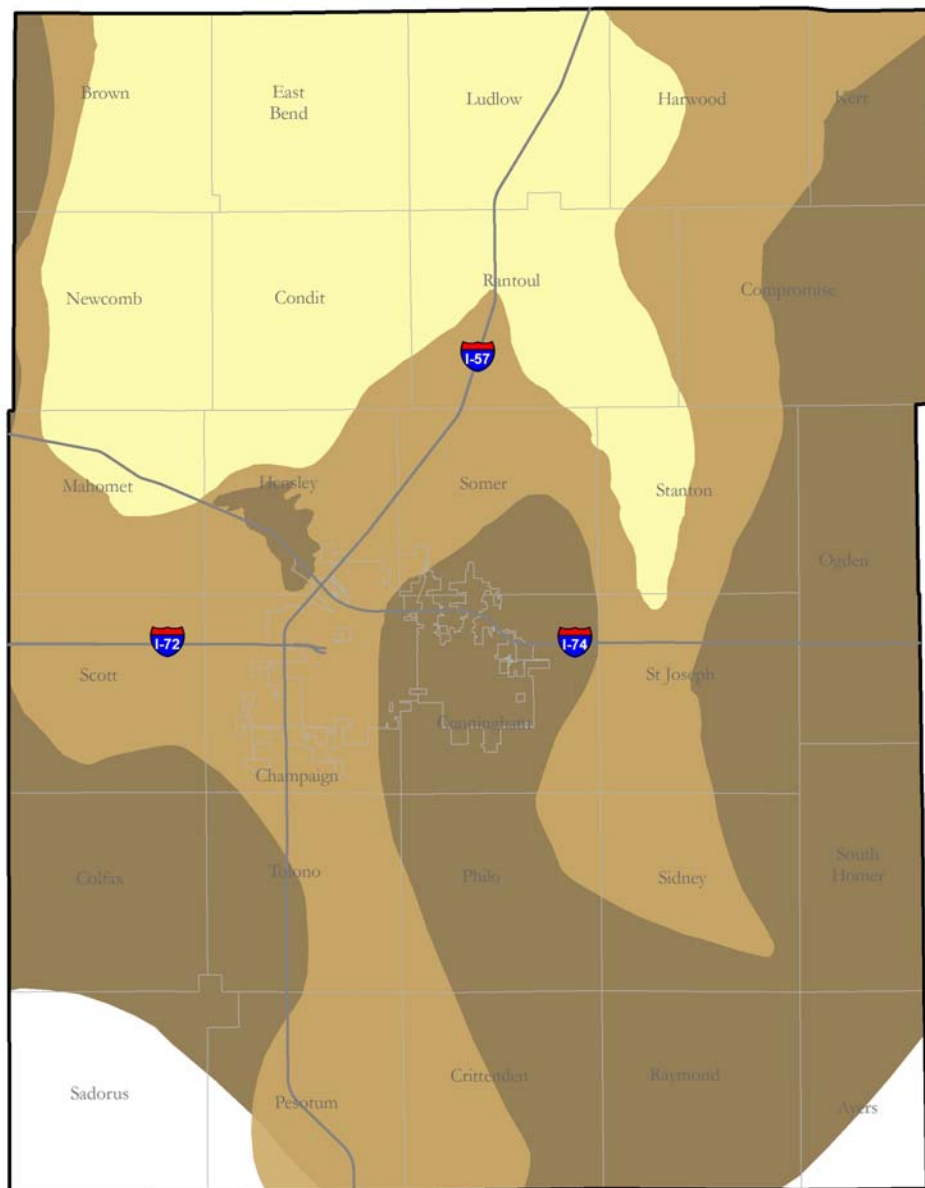 Brown
East
Bend
Ludlow
Harwood
Kerr
Newcomb
Condit
Rantoul
Compromise
I-57
Mahomet
Hensley
Somer
Stanton
Ogden
I-72
I-74
Scott
St Joseph
Cunningham
Champaign
Colfax
Tolono
Philo
Sidney
South
Homer
Sadorus
Pesotum
Crittenden
Raymond
Ayers